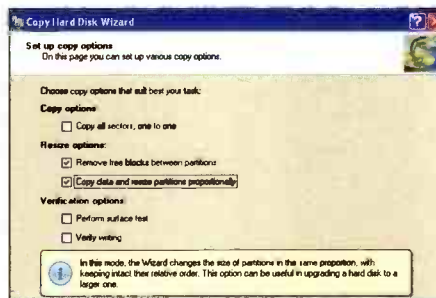 Copy Hard Disk Wizard
Set up copy options
On this page you can set up various copy options.
Choose copy options that suit best your task:
Copy options
Copy all sectors, one to one
Resize options:
Remove free blocks between partitions
Copy data and resize partitions proportionally
Verification options
Perform surface test
Verify writing
In this mode, the Wizard changes the size of partitions in the same proportion, with
keeping intact their relative order. This option can be useful in upgrading a hard disk to a
larger one.